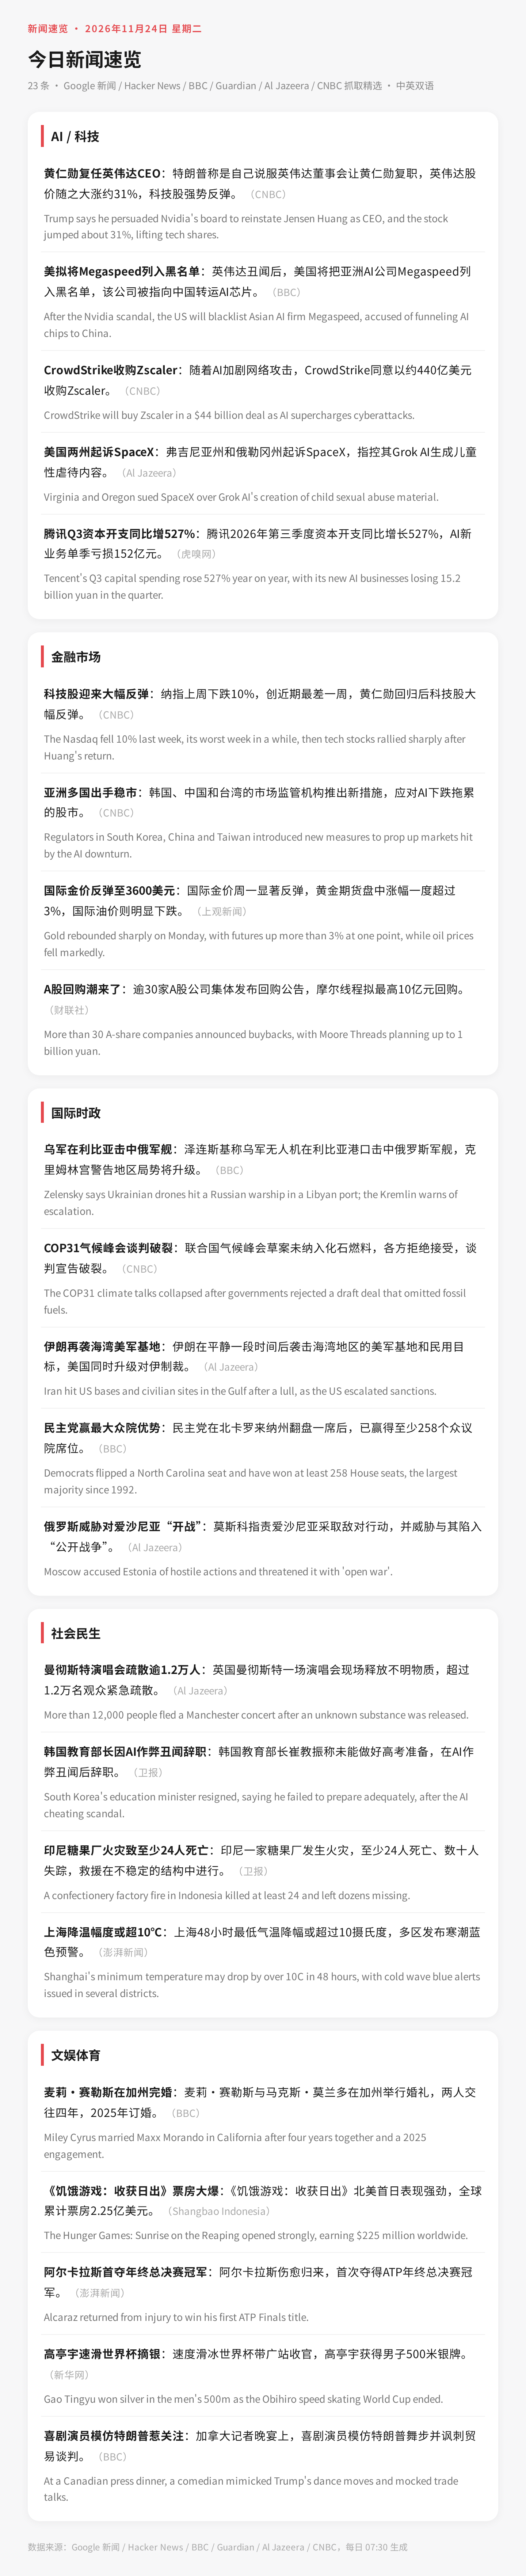 新闻速览 · 2026年11月24日 星期二
今日新闻速览
23 条 · Google 新闻 / Hacker News / BBC / Guardian / Al Jazeera / CNBC 抓取精选 · 中英双语
AI / 科技
黄仁勋复任英伟达CEO：特朗普称是自己说服英伟达董事会让黄仁勋复职，英伟达股
价随之大涨约31%，科技股强势反弹。（CNBC）
Trump says he persuaded Nvidia's board to reinstate Jensen Huang as CEO, and the stock
jumped about 31%, lifting tech shares.
美拟将Megaspeed列入黑名单：英伟达丑闻后，美国将把亚洲AI公司Megaspeed列
入黑名单，该公司被指向中国转运AI芯片。（BBC）
After the Nvidia scandal, the US will blacklist Asian AI firm Megaspeed, accused of funneling AI
chips to China.
CrowdStrike收购Zscaler：随着AI加剧网络攻击，CrowdStrike同意以约440亿美元
收购Zscaler。（CNBC）
CrowdStrike will buy Zscaler in a $44 billion deal as AI supercharges cyberattacks.
美国两州起诉SpaceX：弗吉尼亚州和俄勒冈州起诉SpaceX，指控其Grok AI生成儿童
性虐待内容。（Al Jazeera）
Virginia and Oregon sued SpaceX over Grok AI's creation of child sexual abuse material.
腾讯Q3资本开支同比增527%：腾讯2026年第三季度资本开支同比增长527%，AI新
业务单季亏损152亿元。（虎嗅网）
Tencent's Q3 capital spending rose 527% year on year, with its new AI businesses losing 15.2
billion yuan in the quarter.
金融市场
科技股迎来大幅反弹：纳指上周下跌10%，创近期最差一周，黄仁勋回归后科技股大
幅反弹。（CNBC）
The Nasdaq fell 10% last week, its worst week in a while, then tech stocks rallied sharply after
Huang's return.
亚洲多国出手稳市：韩国、中国和台湾的市场监管机构推出新措施，应对AI下跌拖累
的股市。（CNBC）
Regulators in South Korea, China and Taiwan introduced new measures to prop up markets hit
by the AI downturn.
国际金价反弹至3600美元：国际金价周一显著反弹，黄金期货盘中涨幅一度超过
3%，国际油价则明显下跌。（上观新闻）
Gold rebounded sharply on Monday, with futures up more than 3% at one point, while oil prices
fell markedly.
A股回购潮来了：逾30家A股公司集体发布回购公告，摩尔线程拟最高10亿元回购。
（财联社）
More than 30 A-share companies announced buybacks, with Moore Threads planning up to 1
billion yuan.
国际时政
乌军在利比亚击中俄军舰：泽连斯基称乌军无人机在利比亚港口击中俄罗斯军舰，克
里姆林宫警告地区局势将升级。（BBC）
Zelensky says Ukrainian drones hit a Russian warship in a Libyan port; the Kremlin warns of
escalation.
COP31气候峰会谈判破裂：联合国气候峰会草案未纳入化石燃料，各方拒绝接受，谈
判宣告破裂。（CNBC）
The COP31 climate talks collapsed after governments rejected a draft deal that omitted fossil
fuels.
伊朗再袭海湾美军基地：伊朗在平静一段时间后袭击海湾地区的美军基地和民用目
标，美国同时升级对伊制裁。（Al Jazeera）
Iran hit US bases and civilian sites in the Gulf after a lull, as the US escalated sanctions.
民主党赢最大众院优势：民主党在北卡罗来纳州翻盘一席后，已赢得至少258个众议
院席位。（BBC）
Democrats flipped a North Carolina seat and have won at least 258 House seats, the largest
majority since 1992.
俄罗斯威胁对爱沙尼亚“开战”：莫斯科指责爱沙尼亚采取敌对行动，并威胁与其陷入
“公开战争”。（Al Jazeera）
Moscow accused Estonia of hostile actions and threatened it with 'open war'.
社会民生
曼彻斯特演唱会疏散逾1.2万人：英国曼彻斯特一场演唱会现场释放不明物质，超过
1.2万名观众紧急疏散。（Al Jazeera）
More than 12,000 people fled a Manchester concert after an unknown substance was released.
韩国教育部长因AI作弊丑闻辞职：韩国教育部长崔教振称未能做好高考准备，在AI作
弊丑闻后辞职。（卫报）
South Korea's education minister resigned, saying he failed to prepare adequately, after the AI
cheating scandal.
印尼糖果厂火灾致至少24人死亡：印尼一家糖果厂发生火灾，至少24人死亡、数十人
失踪，救援在不稳定的结构中进行。（卫报）
A confectionery factory fire in Indonesia killed at least 24 and left dozens missing.
上海降温幅度或超10℃：上海48小时最低气温降幅或超过10摄氏度，多区发布寒潮蓝
色预警。（澎湃新闻）
Shanghai's minimum temperature may drop by over 10C in 48 hours, with cold wave blue alerts
issued in several districts.
文娱体育
麦莉·赛勒斯在加州完婚：麦莉·赛勒斯与马克斯·莫兰多在加州举行婚礼，两人交
往四年，2025年订婚。（BBC）
Miley Cyrus married Maxx Morando in California after four years together and a 2025
engagement.
《饥饿游戏：收获日出》票房大爆：《饥饿游戏：收获日出》北美首日表现强劲，全球
累计票房2.25亿美元。（Shangbao Indonesia）
The Hunger Games: Sunrise on the Reaping opened strongly, earning $225 million worldwide.
阿尔卡拉斯首夺年终总决赛冠军：阿尔卡拉斯伤愈归来，首次夺得ATP年终总决赛冠
军。（澎湃新闻）
Alcaraz returned from injury to win his first ATP Finals title.
高亭宇速滑世界杯摘银：速度滑冰世界杯带广站收官，高亭宇获得男子500米银牌。
（新华网）
Gao Tingyu won silver in the men's 500m as the Obihiro speed skating World Cup ended.
喜剧演员模仿特朗普惹关注：加拿大记者晚宴上，喜剧演员模仿特朗普舞步并讽刺贸
易谈判。（BBC）
At a Canadian press dinner, a comedian mimicked Trump's dance moves and mocked trade
talks.
数据来源：Google 新闻 / Hacker News / BBC / Guardian / Al Jazeera / CNBC，每日 07:30 生成